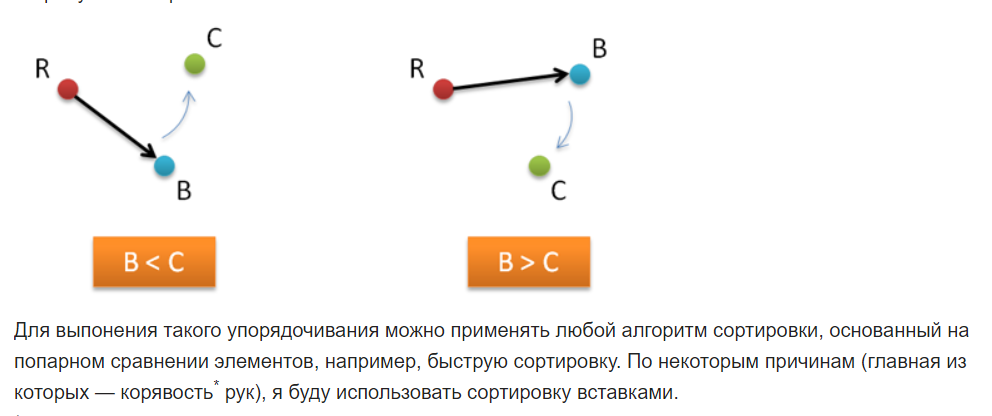 C
R
B
B < C
B
R
C
B > C
Для выпонения такого упорядочивания можно применять любой алгоритм сортировки, основанный на
попарном сравнении элементов, например, быструю сортировку. По некоторым причинам (главная из
которых — корявость* рук), я буду использовать сортировку вставками.